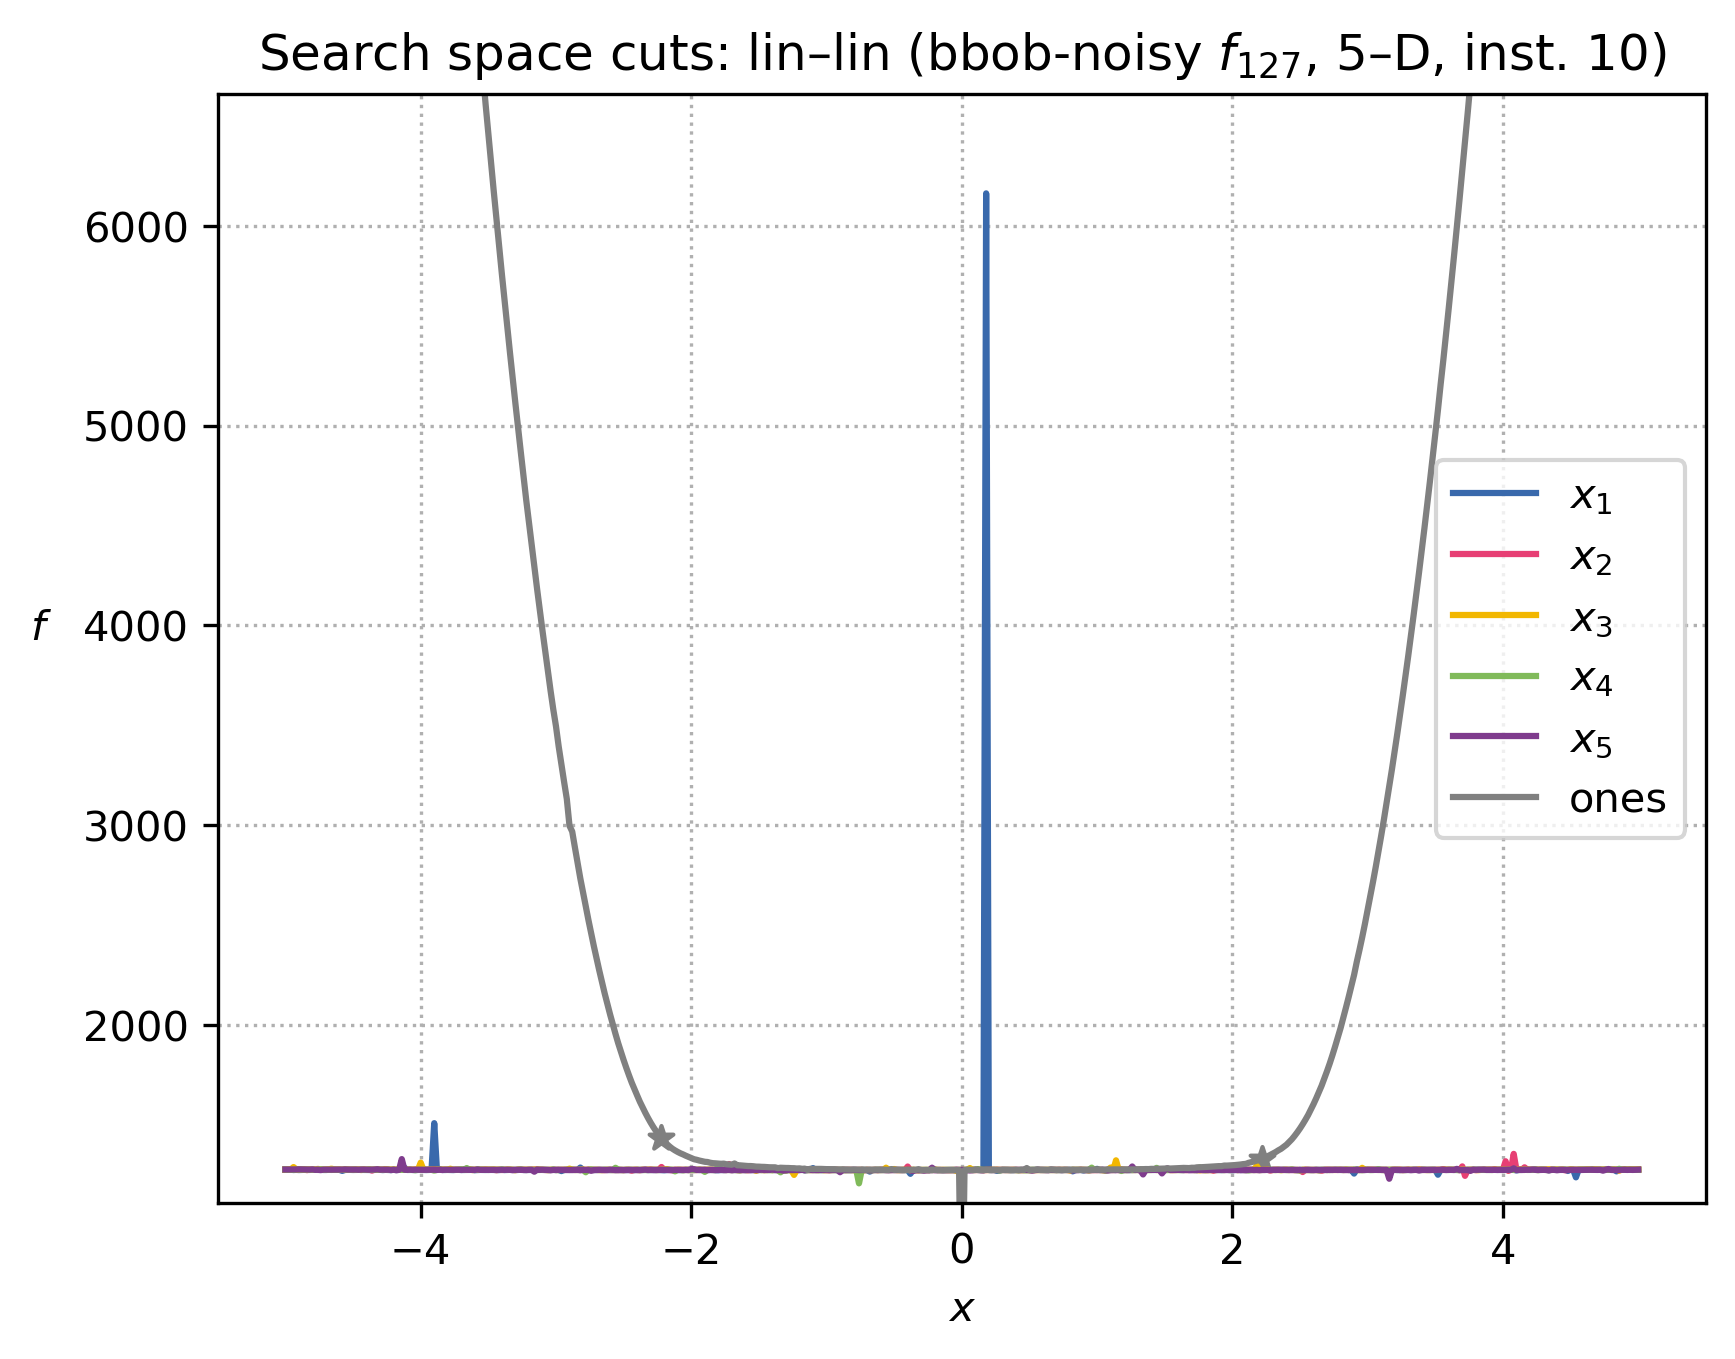 Search space cuts: lin–lin (bbob-noisy f₁₂₇, 5–D, inst. 10)
6000
5000
4000
3000
2000
f
x₁
x₂
x₃
x₄
x₅
ones
−4
−2
0
2
4
x